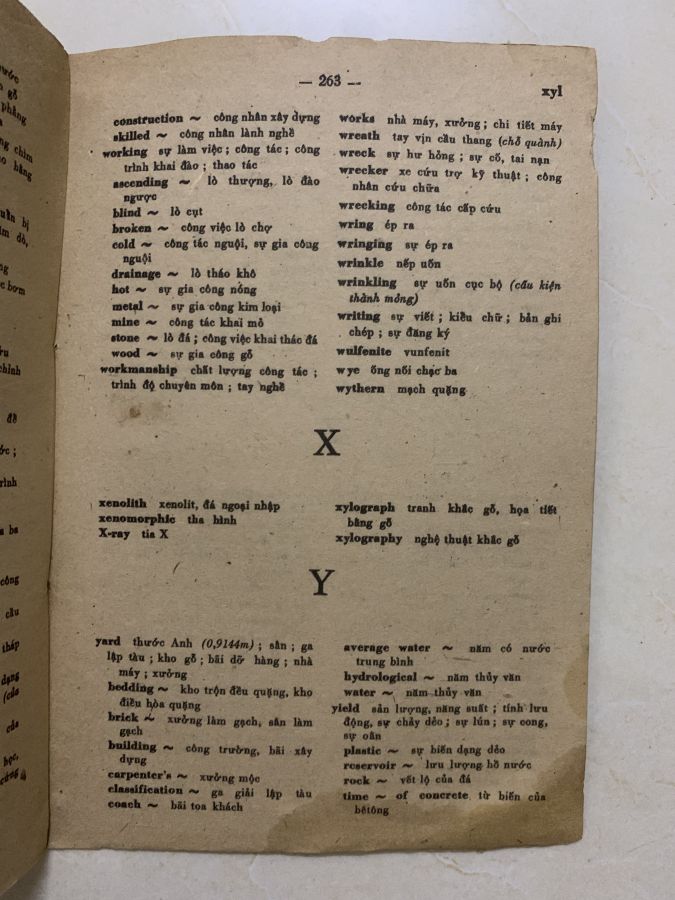 — 263 —
xyl
construction ~ công nhân xây dựng
skilled ~ công nhân lành nghề
working sự làm việc ; công tác ; công
trình khai đào ; thao tác
ascending ~ lò thượng, lò đào
ngược
blind ~ lò cụt
broken ~ công việc lò chợ
cold ~ công tác nguội, sự gia công
nguội
drainage ~ lò tháo khô
hot ~ sự gia công nóng
metal ~ sự gia công kim loại
mine ~ công tác khai mỏ
stone ~ lò đá ; công việc khai thác đá
wood ~ sự gia công gỗ
workmanship chất lượng công tác ;
trình độ chuyên môn ; tay nghề
works nhà máy, xưởng ; chi tiết máy
wreath tay vịn cầu thang (chỗ quành)
wreck sự hư hỏng ; sự cố, tai nạn
wrecker xe cứu trợ kỹ thuật ; công
nhân cứu chữa
wrecking công tác cấp cứu
wring ép ra
wringing sự ép ra
wrinkle nếp uốn
wrinkling sự uốn cục bộ (cấu kiện
thành mỏng)
writing sự viết ; kiểu chữ ; bản ghi
chép ; sự đăng ký
wulfenite vunfenit
wye ống nối chạc ba
wythern mạch quặng
X
xenolith xenolit, đá ngoại nhập
xenomorphic tha hình
X-ray tia X
xylograph tranh khắc gỗ, họa tiết
bằng gỗ
xylography nghệ thuật khắc gỗ
Y
yard thước Anh (0,9144m) ; sân ; ga
lập tàu ; kho gỗ ; bãi dỡ hàng ; nhà
máy ; xưởng
bedding ~ kho trộn đều quặng, kho
điều hòa quặng
brick ~ xưởng làm gạch, sân làm
gạch
building ~ công trường, bãi xây
dựng
carpenter's ~ xưởng mộc
classification ~ ga giải lập tàu
coach ~ bãi toa khách
average water ~ năm có nước
trung bình
hydrological ~ năm thủy văn
water ~ năm thủy văn
yield sản lượng, năng suất ; tính lưu
động, sự chảy dẻo ; sự lún ; sự cong,
sự oằn
plastic ~ sự biến dạng dẻo
reservoir ~ lưu lượng hồ nước
rock ~ vết lộ của đá
time ~ of concrete từ biến của
bêtông